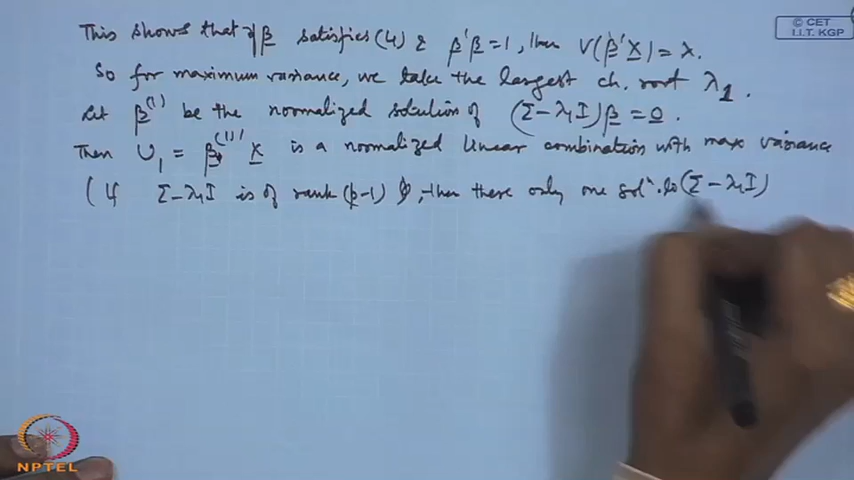 © CET
I.I.T. KGP
This shows that if β satisfies (4) & β'β = 1, then V(β'X) = λ.
So for maximum variance, we take the largest ch. root λ₁.
Let β⁽¹⁾ be the normalized solution of (Σ-λ₁I)β = 0.
Then U₁ = β⁽¹⁾' X is a normalized linear combination with max variance
(If Σ-λ₁I is of rank (p-1), then there only one solⁿ. to (Σ-λ₁I)
NPTEL